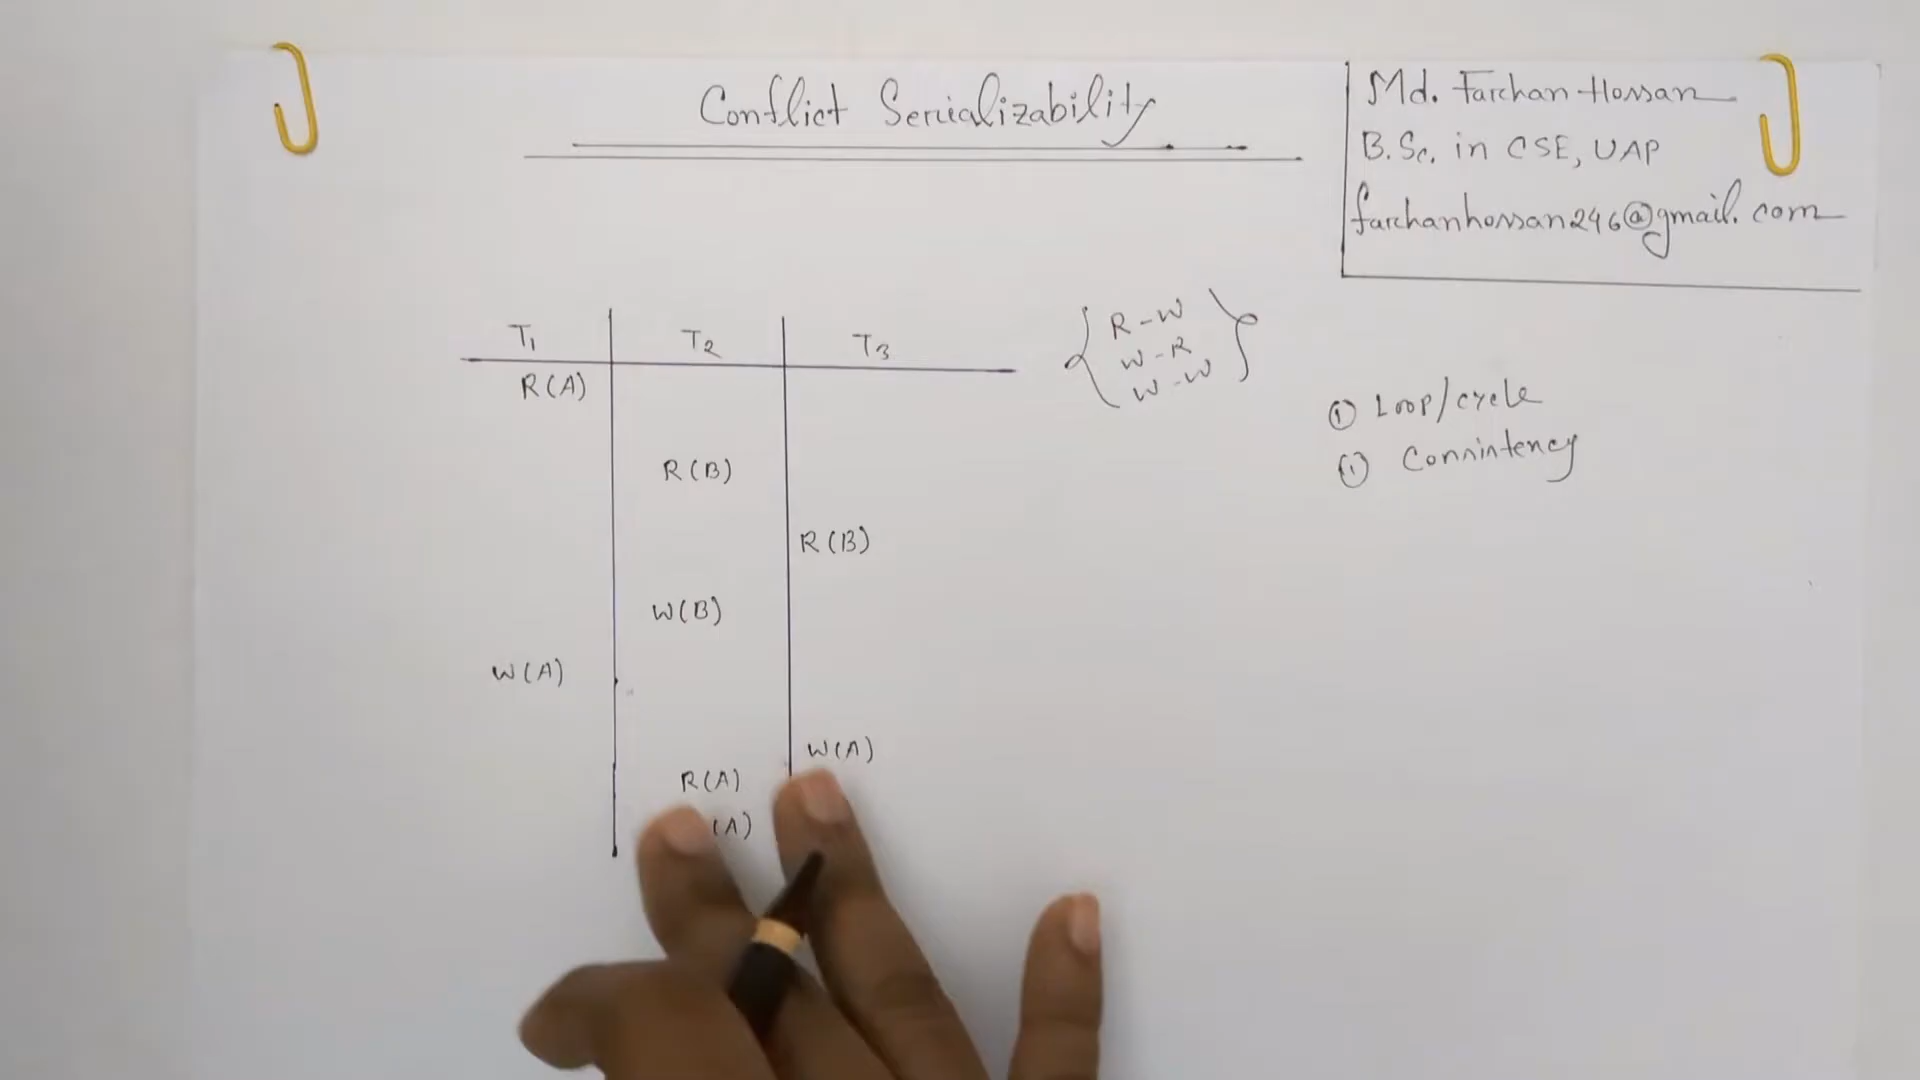 Conflict Serializability
Md. Farhan Hossan
B.Sc. in CSE, UAP
farhanhossan246@gmail.com
T1 T2 T3
R(A)
R(B)
R(B)
W(B)
W(A)
W(A)
R(A)
(A)
R-W
W-R
W-W
① Loop/cycle
① Consistency